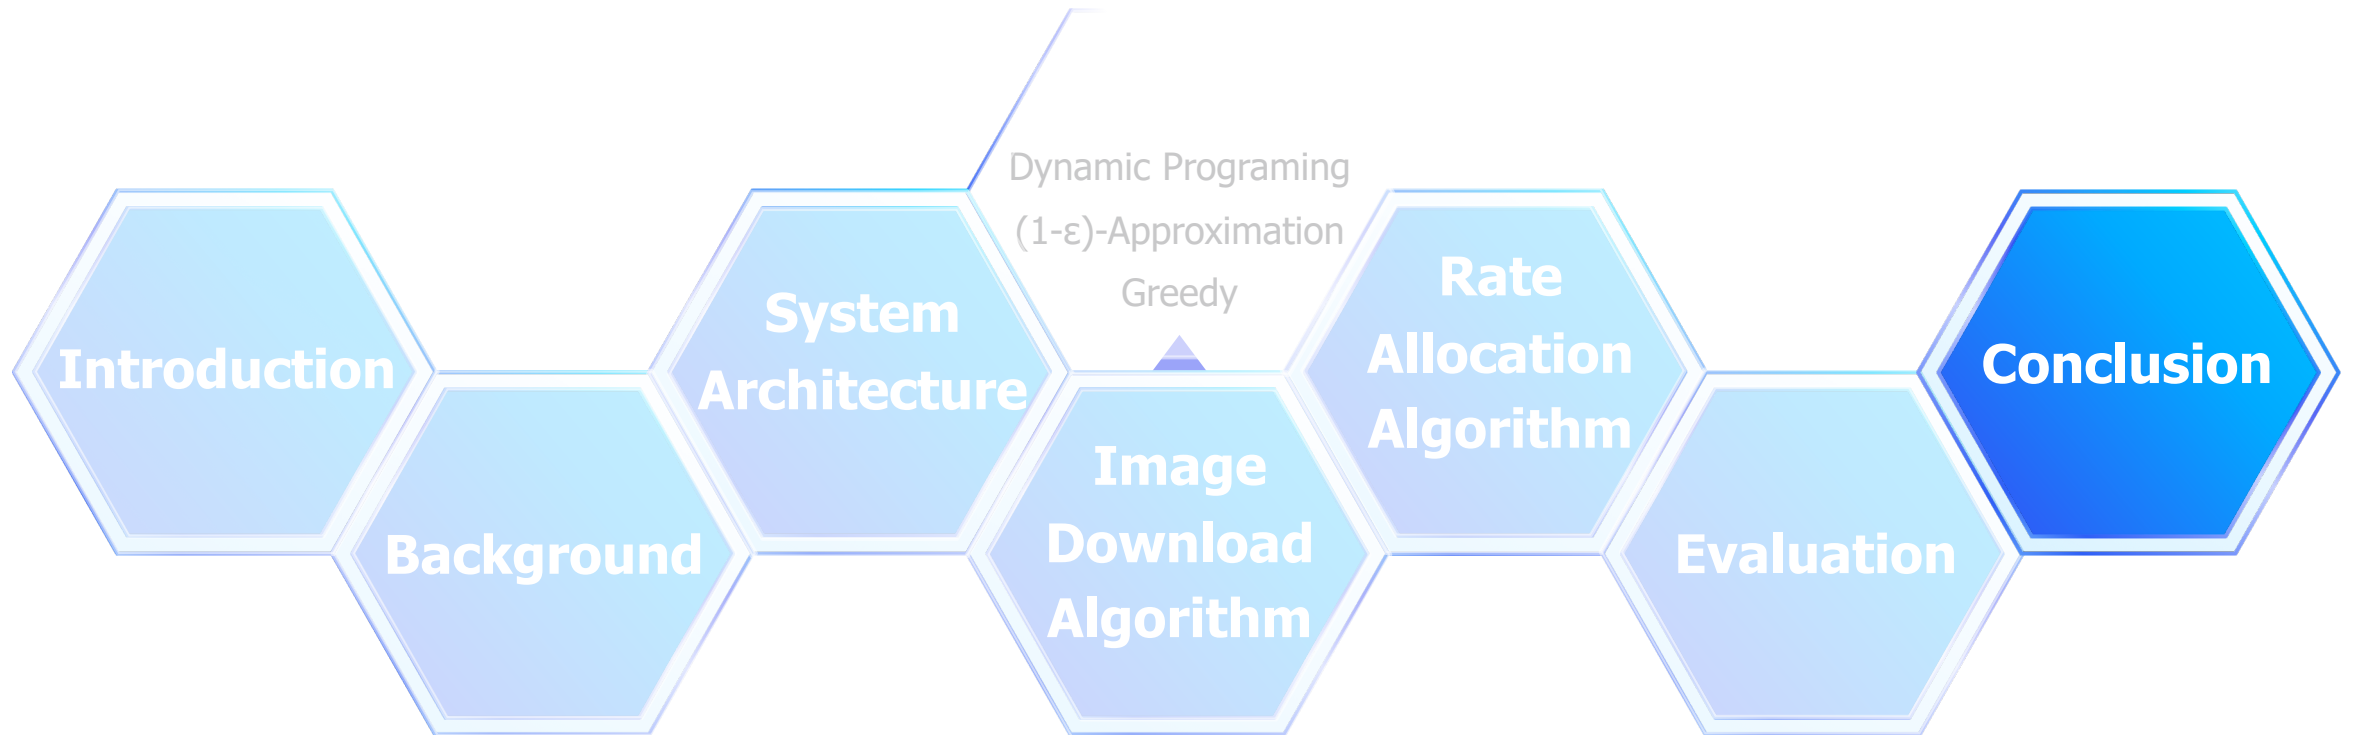 Introduction
Background
System
Architecture
Dynamic Programing
(1-ε)-Approximation
Greedy
Image
Download
Algorithm
Rate
Allocation
Algorithm
Evaluation
Conclusion